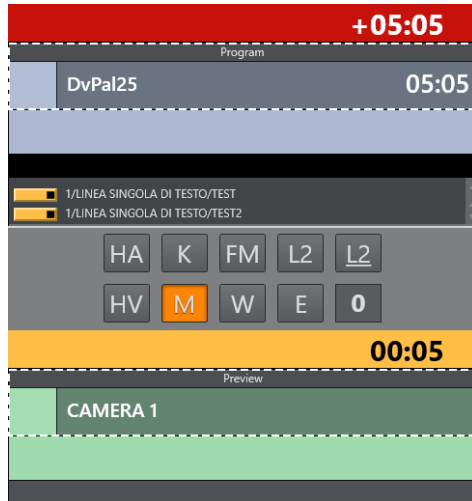 +05:05
Program
DvPal25 05:05
1/LINEA SINGOLA DI TESTO/TEST
1/LINEA SINGOLA DI TESTO/TEST2
HA K FM L2 L2
HV M W E 0
00:05
Preview
CAMERA 1